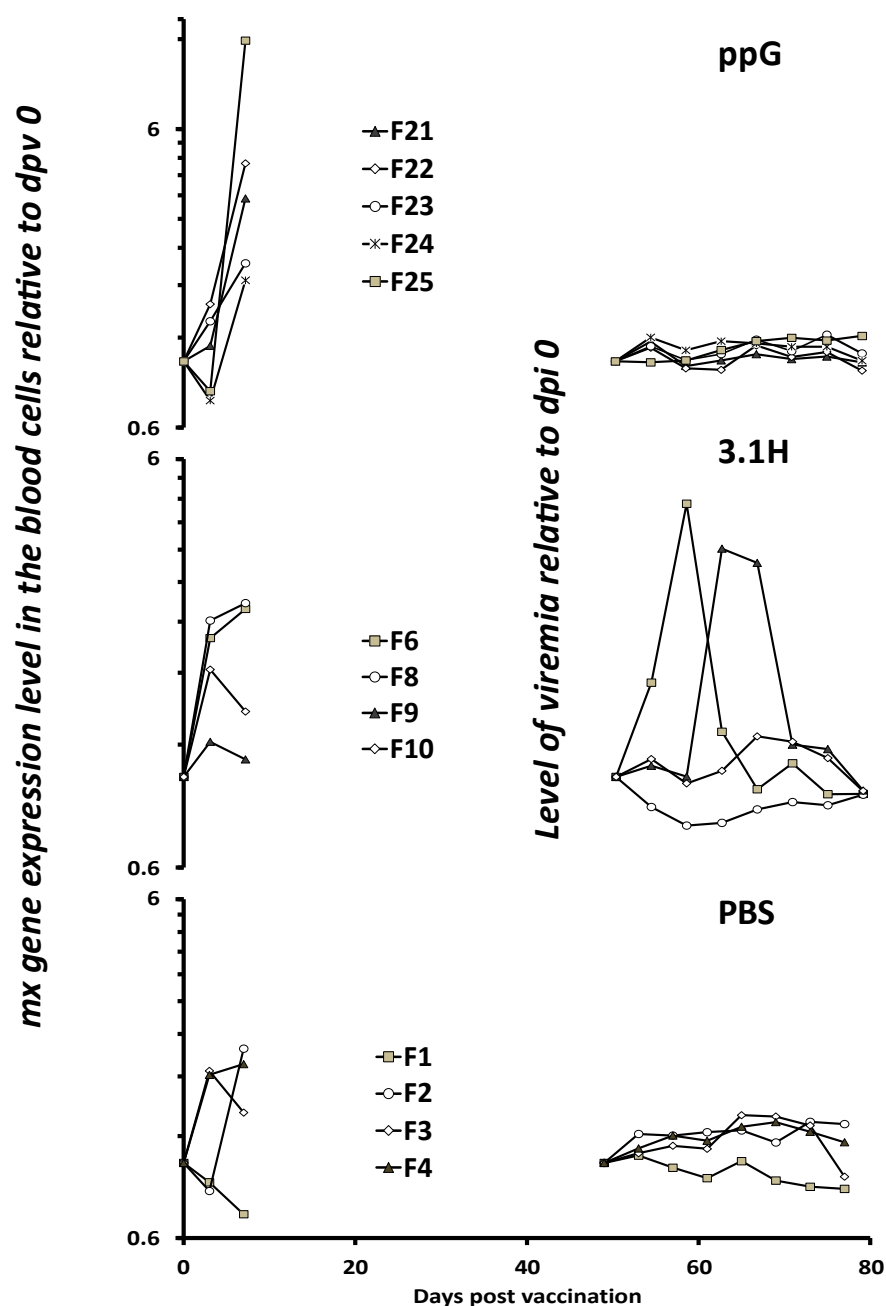 mx gene expression level in the blood cells relative to dpv 0
ppG
6
F21
F22
F23
F24
F25
0.6
Level of viremia relative to dpi 0
3.1H
6
F6
F8
F9
F10
0.6
PBS
6
F1
F2
F3
F4
0.6
0 20 40 60 80
Days post vaccination